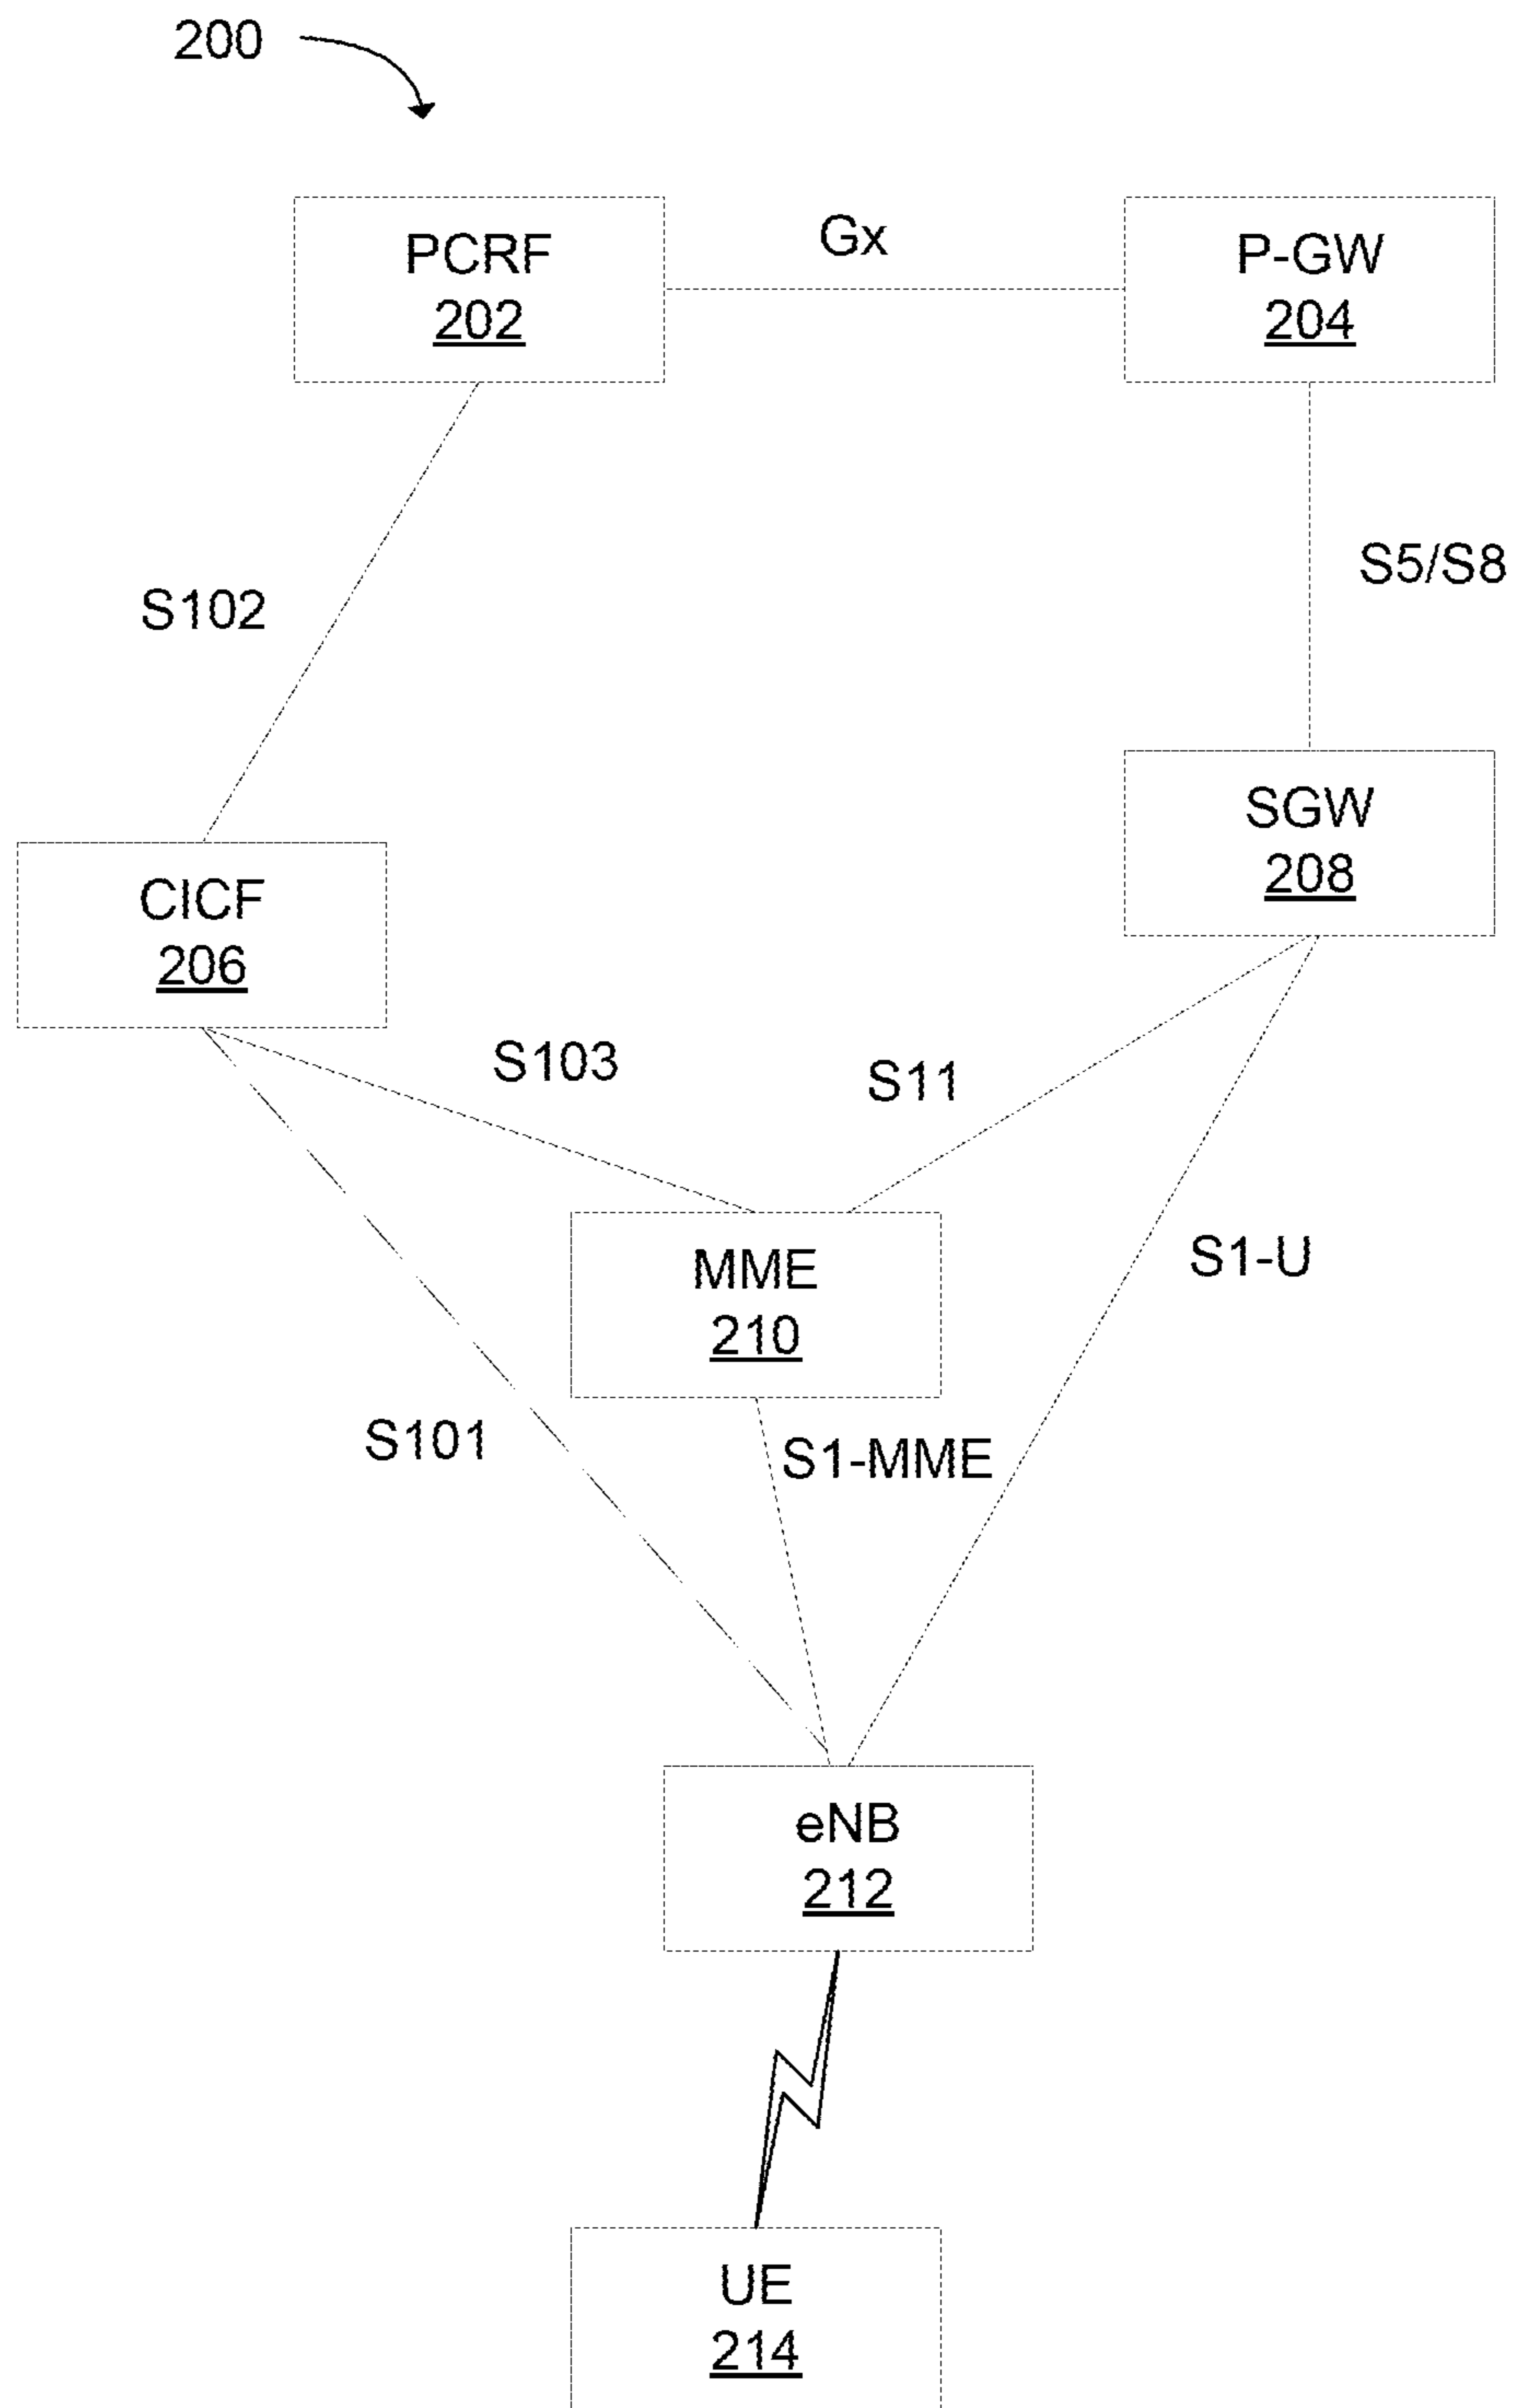 200
PCRF
202
Gx
P-GW
204
S102
S5/S8
CICF
206
SGW
208
S103
S11
MME
210
S1-U
S101
S1-MME
eNB
212
UE
214